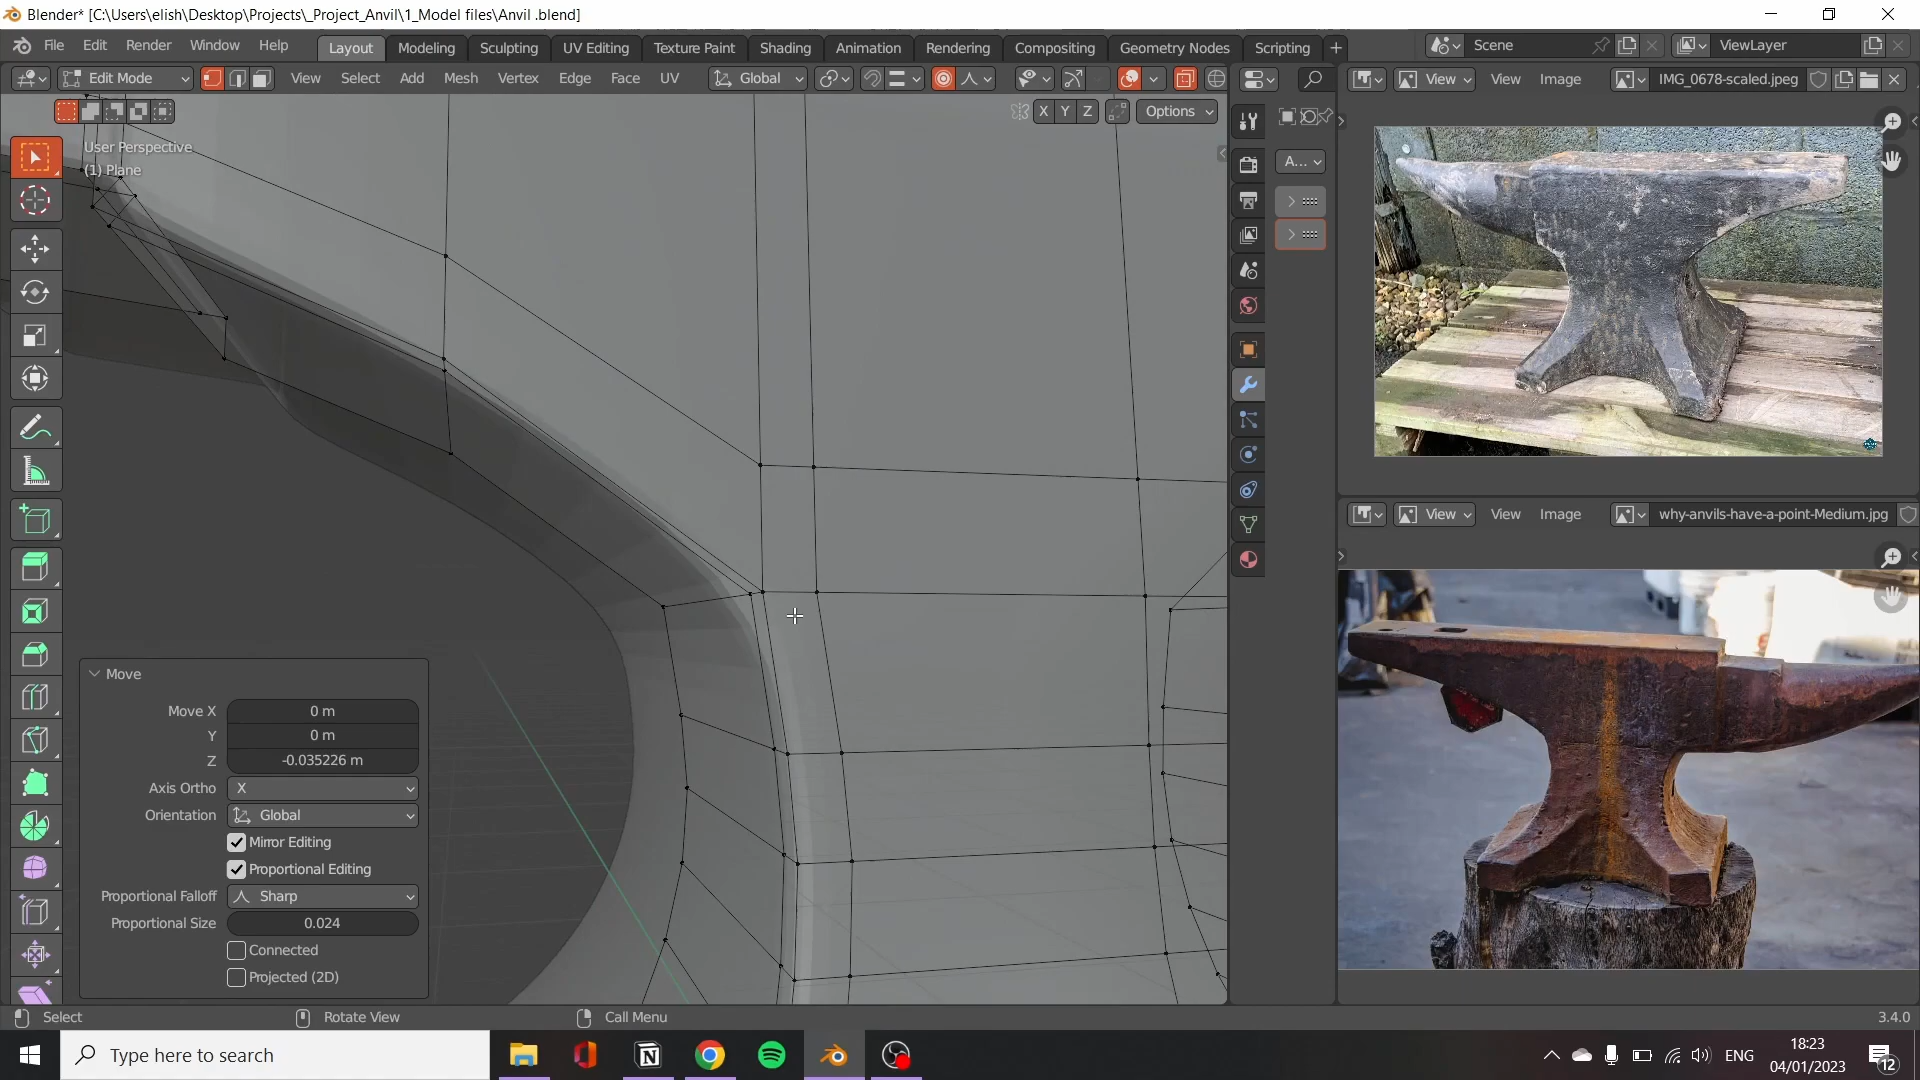 Blender* [C:\Users\elish\Desktop\Projects\_Project_Anvil\1_Model files\Anvil .blend]
File Edit Render Window Help Layout Modeling Sculpting UV Editing Texture Paint Shading Animation Rendering Compositing Geometry Nodes Scripting + Scene ViewLayer
Edit Mode View Select Add Mesh Vertex Edge Face UV Global View View Image IMG_0678-scaled.jpeg
X Y Z Options
User Perspective
(1) Plane
A...
View View Image why-anvils-have-a-point-Medium.jpg
Move
Move X 0 m
Y 0 m
Z -0.035226 m
Axis Ortho X
Orientation Global
Mirror Editing
Proportional Editing
Proportional Falloff Sharp
Proportional Size 0.024
Connected
Projected (2D)
Select Rotate View Call Menu 3.4.0
Type here to search ENG 18:23
04/01/2023 12